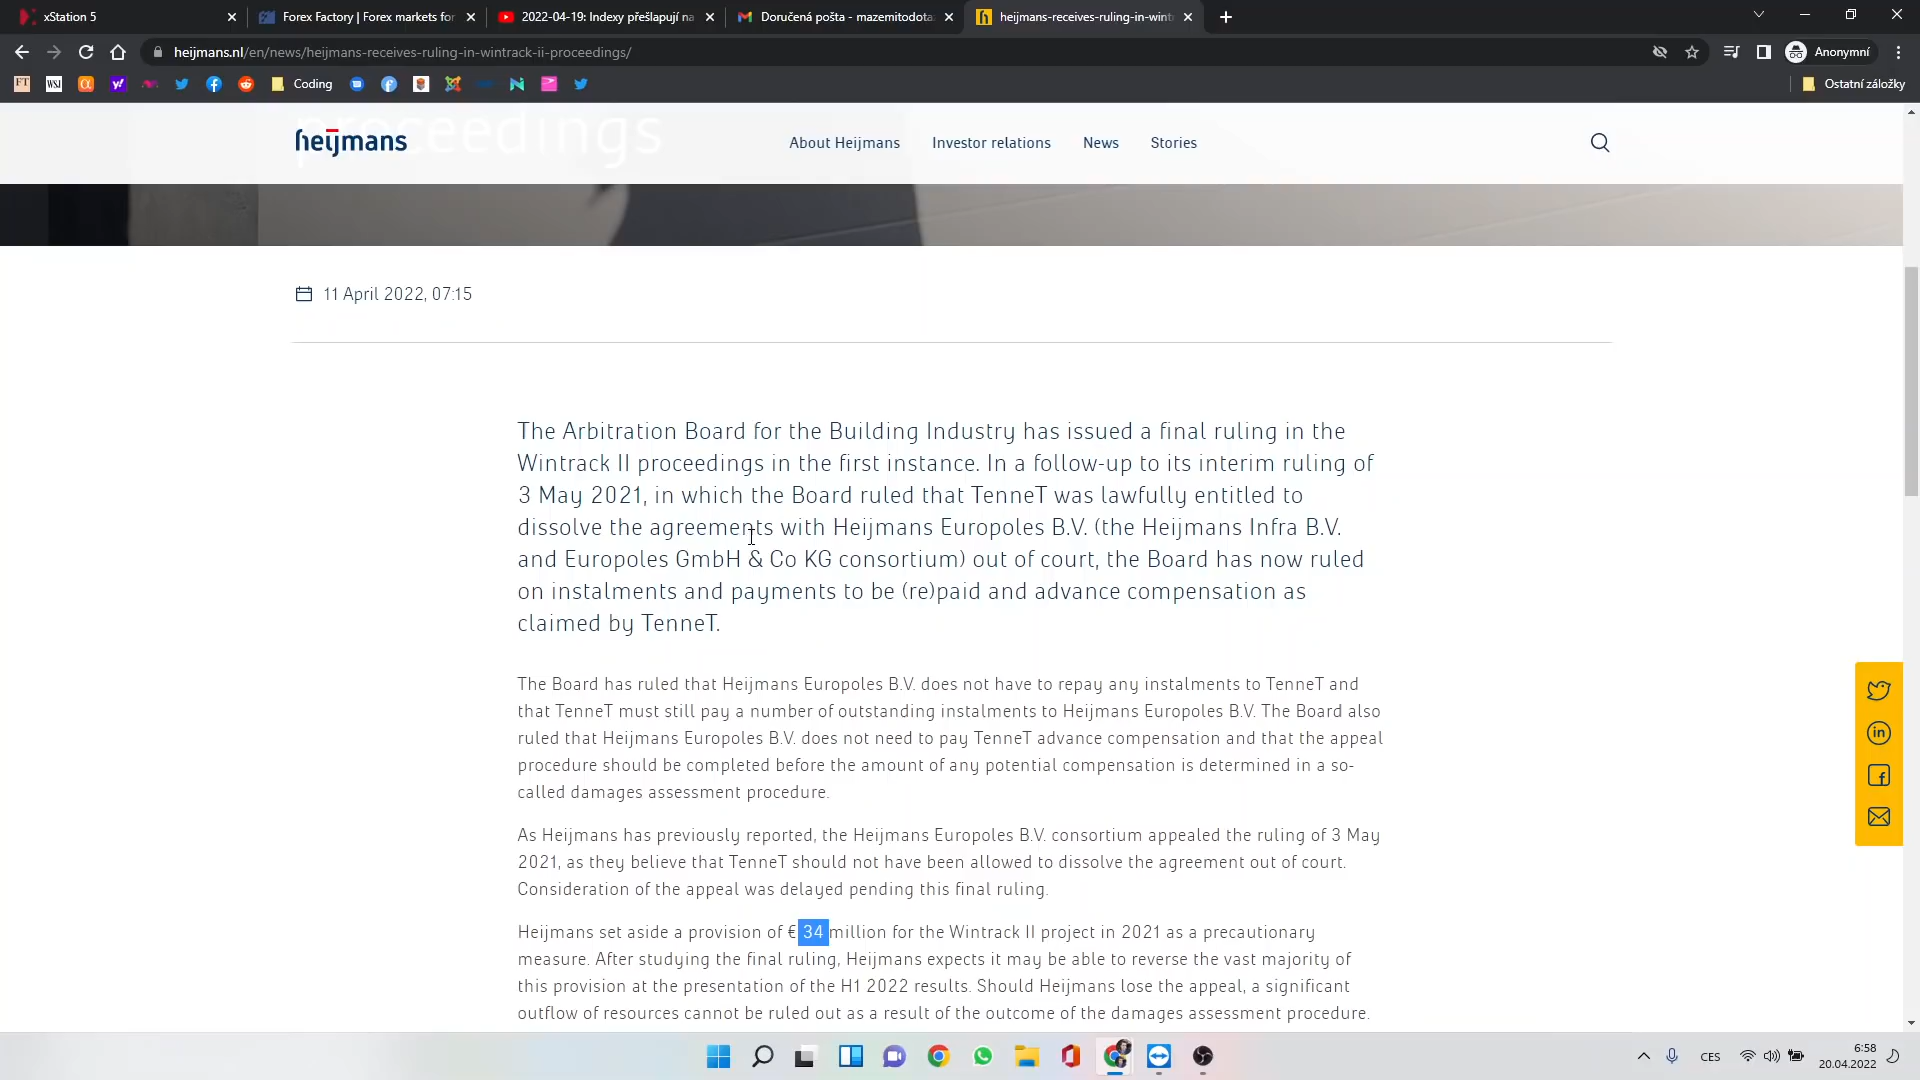 xStation 5
Forex Factory | Forex markets for
2022-04-19: Indexy přešlapují na
Doručená pošta - mazemitodota
heijmans-receives-ruling-in-wint
heijmans.nl/en/news/heijmans-receives-ruling-in-wintrack-ii-proceedings/
Anonymní
FT
WSJ
Coding
Ostatní záložky
proceedings
heijmans
About Heijmans
Investor relations
News
Stories
11 April 2022, 07:15
The Arbitration Board for the Building Industry has issued a final ruling in the
Wintrack II proceedings in the first instance. In a follow-up to its interim ruling of
3 May 2021, in which the Board ruled that TenneT was lawfully entitled to
dissolve the agreements with Heijmans Europoles B.V. (the Heijmans Infra B.V.
and Europoles GmbH & Co KG consortium) out of court, the Board has now ruled
on instalments and payments to be (re)paid and advance compensation as
claimed by TenneT.
The Board has ruled that Heijmans Europoles B.V. does not have to repay any instalments to TenneT and
that TenneT must still pay a number of outstanding instalments to Heijmans Europoles B.V. The Board also
ruled that Heijmans Europoles B.V. does not need to pay TenneT advance compensation and that the appeal
procedure should be completed before the amount of any potential compensation is determined in a so-
called damages assessment procedure.
As Heijmans has previously reported, the Heijmans Europoles B.V. consortium appealed the ruling of 3 May
2021, as they believe that TenneT should not have been allowed to dissolve the agreement out of court.
Consideration of the appeal was delayed pending this final ruling.
Heijmans set aside a provision of € 34 million for the Wintrack II project in 2021 as a precautionary
measure. After studying the final ruling, Heijmans expects it may be able to reverse the vast majority of
this provision at the presentation of the H1 2022 results. Should Heijmans lose the appeal, a significant
outflow of resources cannot be ruled out as a result of the outcome of the damages assessment procedure.
CES
6:58
20.04.2022